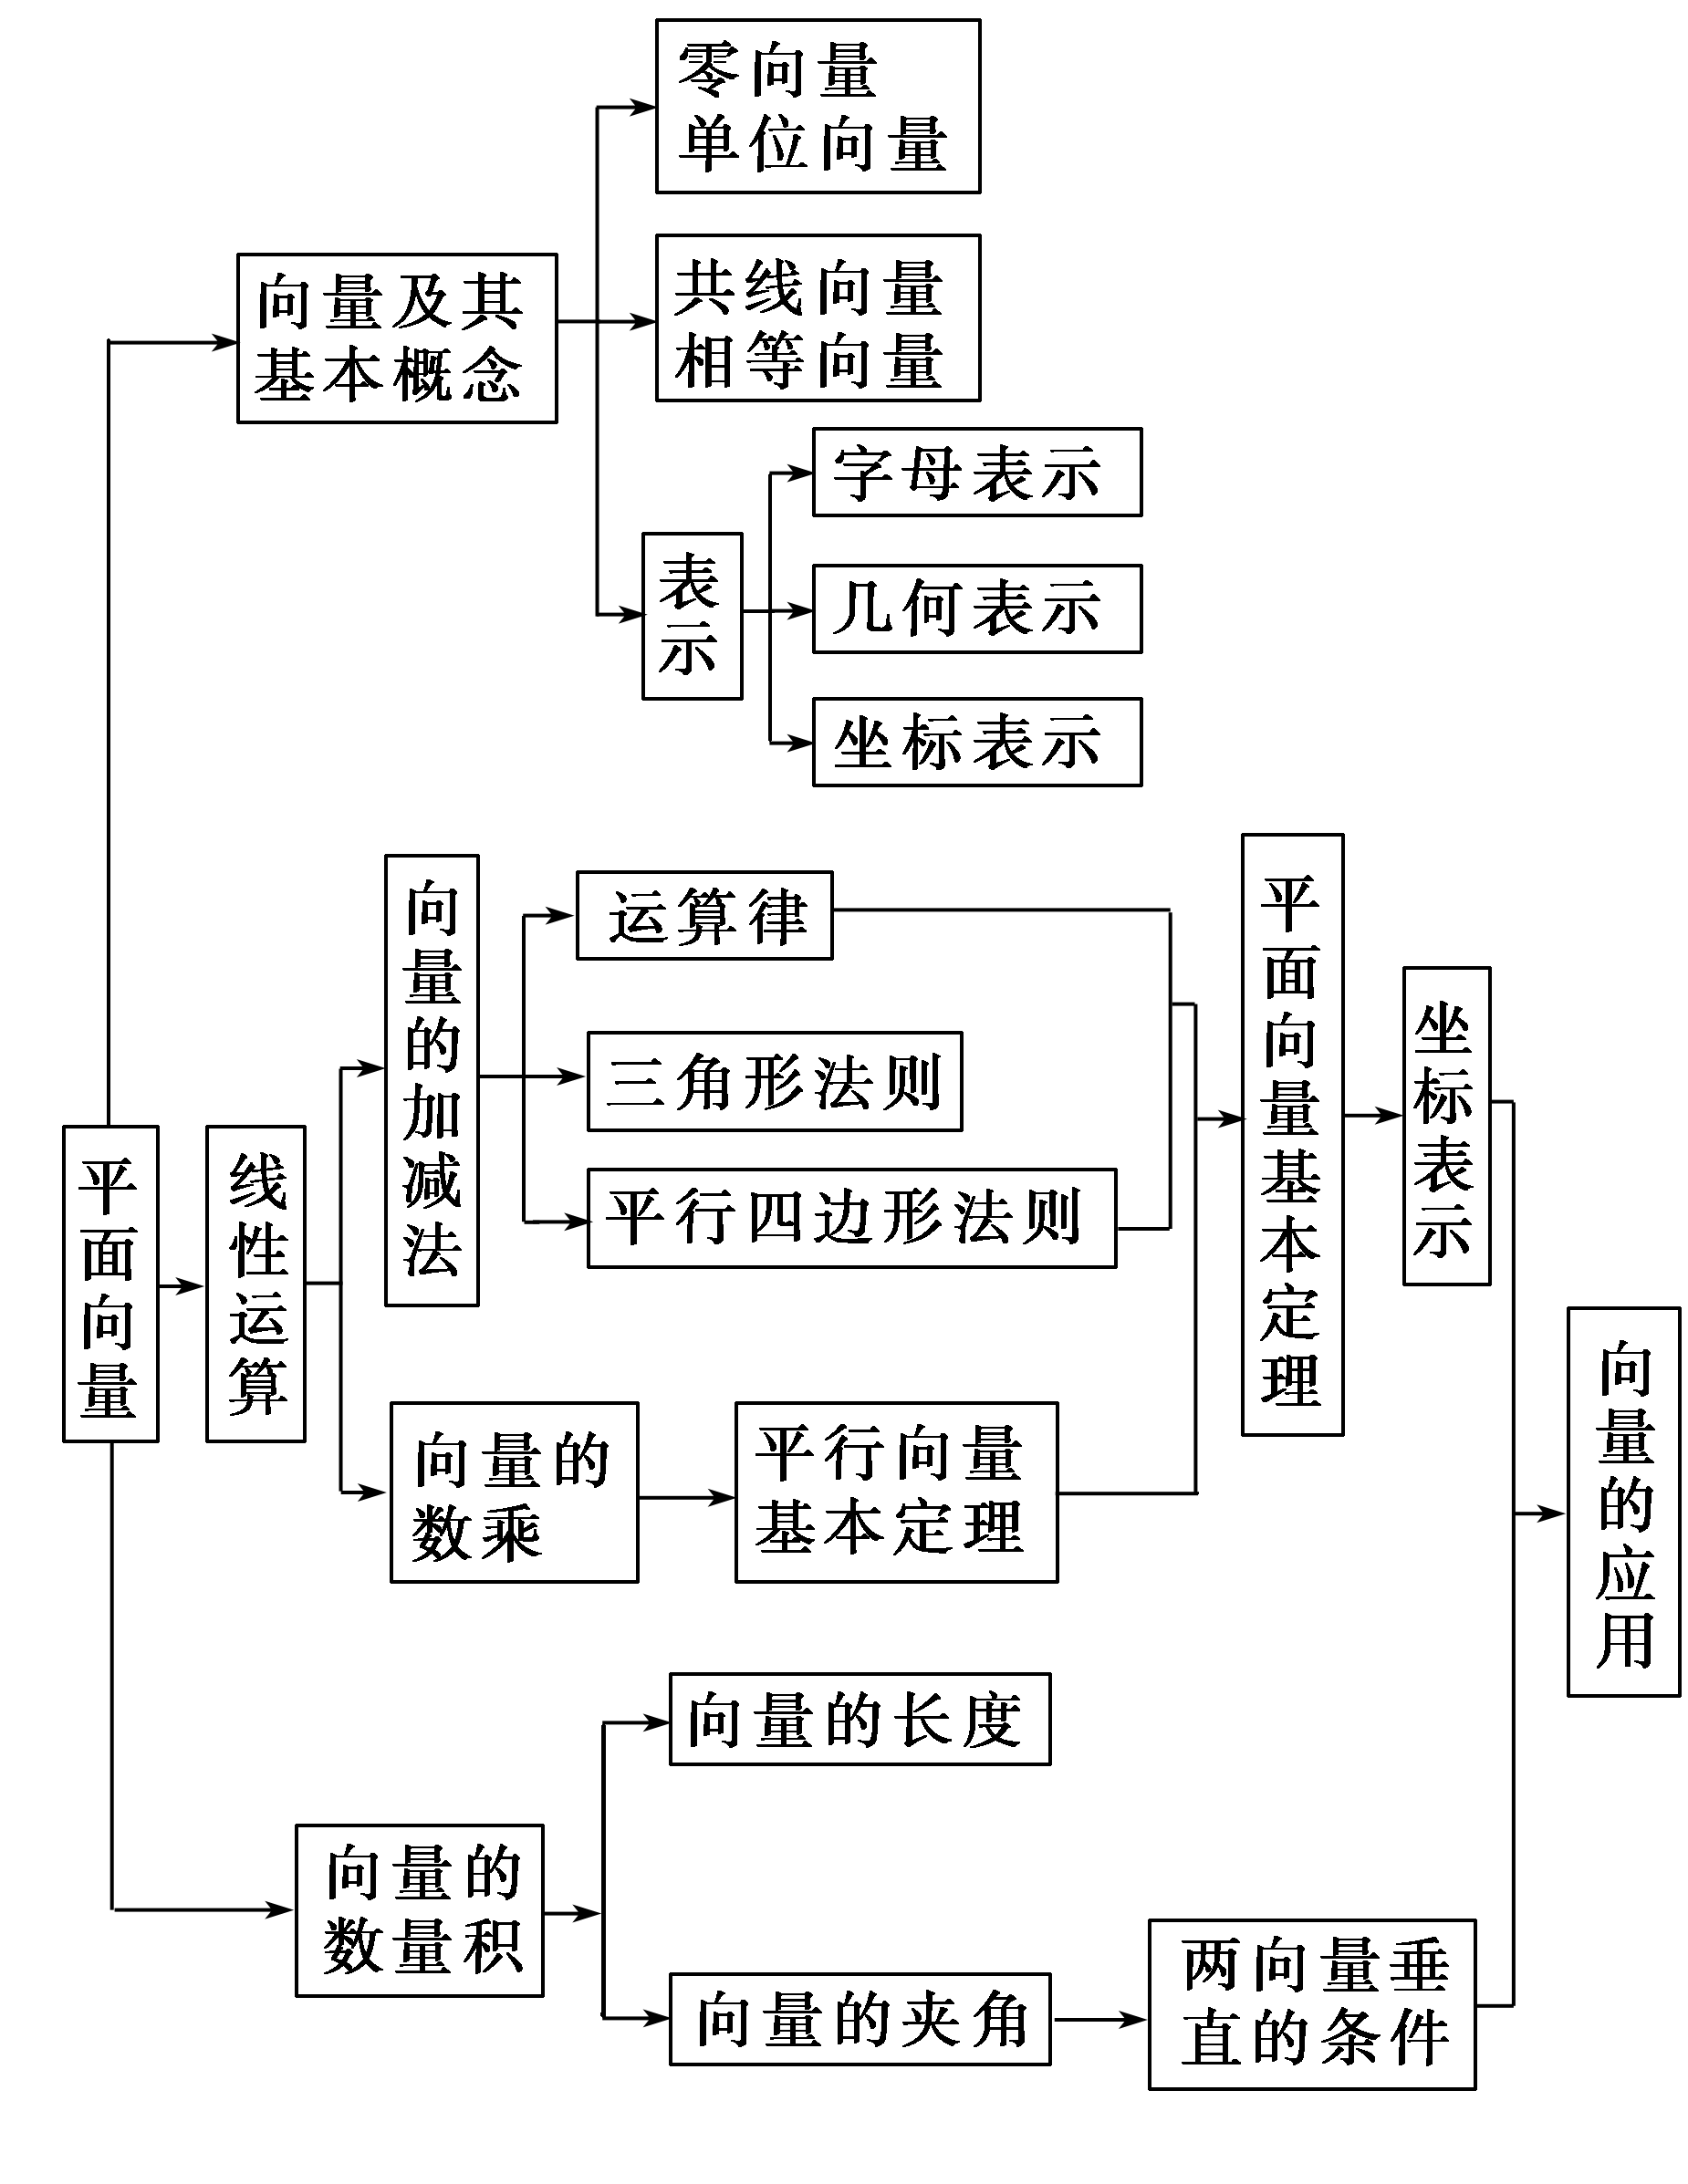 零向量
单位向量
向量及其
基本概念
共线向量
相等向量
表示
字母表示
几何表示
坐标表示
平面向量
线性运算
向量的加减法
运算律
三角形法则
平行四边形法则
向量的
数乘
平行向量
基本定理
平面向量基本定理
坐标表示
向量的应用
向量的
数量积
向量的长度
向量的夹角
两向量垂
直的条件